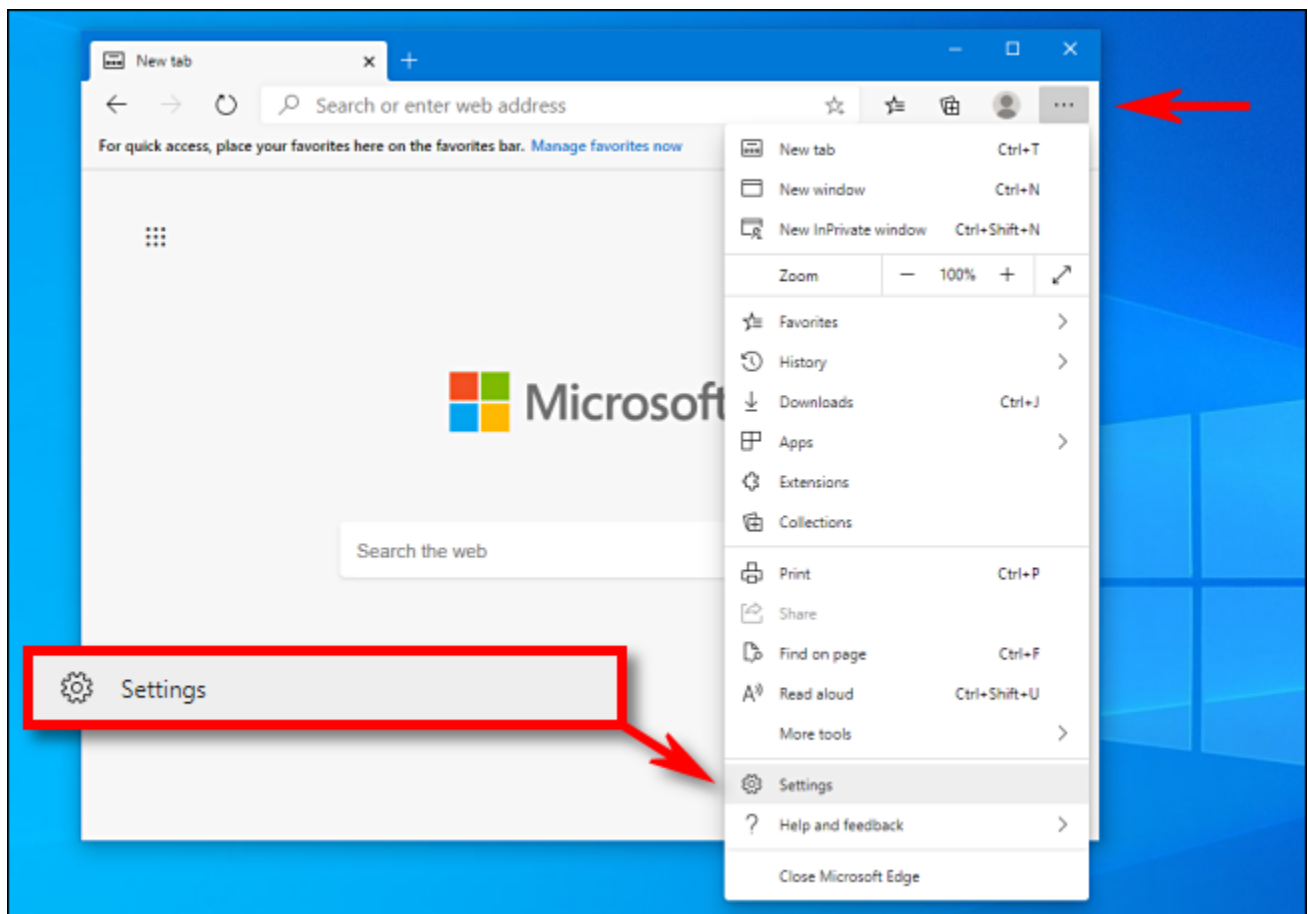 New tab
Search or enter web address
For quick access, place your favorites here on the favorites bar. Manage favorites now
New tab Ctrl+T
New window Ctrl+N
New InPrivate window Ctrl+Shift+N
Zoom 100%
Favorites
History
Microsoft
Downloads Ctrl+J
Apps
Extensions
Collections
Search the web
Print Ctrl+P
Share
Find on page Ctrl+F
Settings
Read aloud Ctrl+Shift+U
More tools
Settings
Help and feedback
Close Microsoft Edge